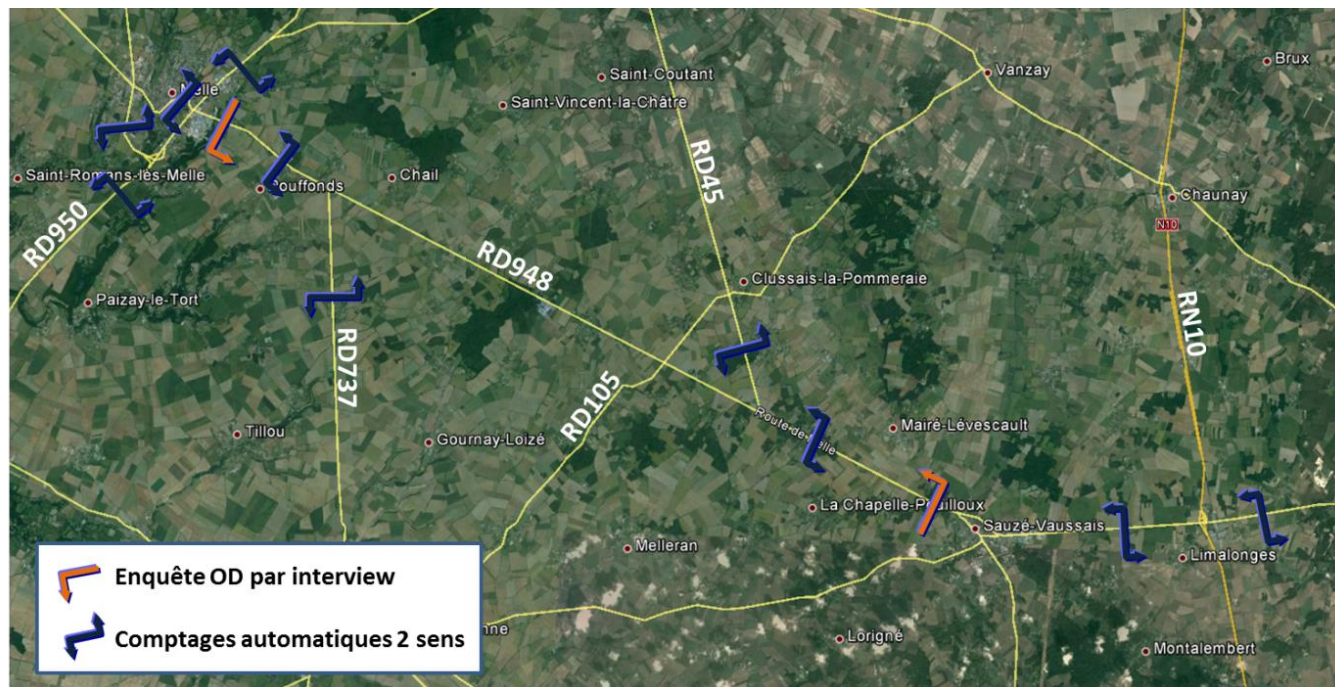 Saint-Coutant
Vanzay
Brux
Melle
Saint-Vincent-la-Châtre
Saint-Romans-lès-Melle
Chail
RD45
Chaunay
N10
RD950
RD948
Clussais-la-Pommeraie
Paizay-le-Tort
RN10
RD737
RD105
Tillou
Gournay-Loizé
Route de Melle
Mairé-Lévescault
La Chapelle-Pouilloux
Sauzé-Vaussais
Melleran
Limalonges
Enquête OD par interview
Comptages automatiques 2 sens
Lorigné
Montalembert